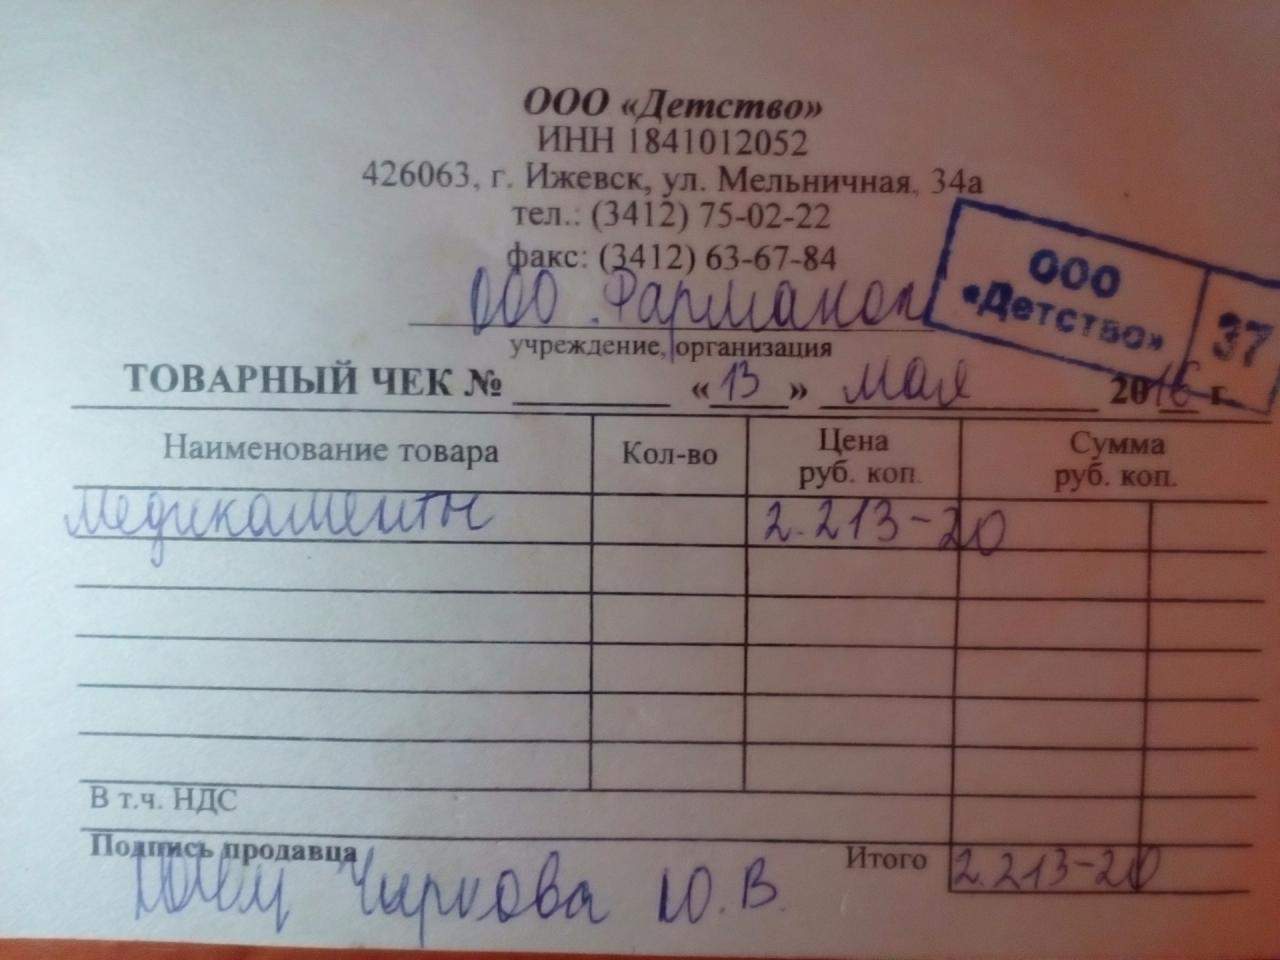 ООО «Детство»
ИНН 1841012052
426063, г. Ижевск, ул. Мельничная, 34а
тел.: (3412) 75-02-22
факс: (3412) 63-67-84
ООО «Детство» 37
ООО Фармакон
учреждение, организация
ТОВАРНЫЙ ЧЕК № «13» мая 2016 г.
Наименование товара Кол-во Цена руб. коп. Сумма руб. коп.
Медикаменты 2.213-20
В т.ч. НДС
Подпись продавца Итого 2.213-20
Чиркова Ю.В.